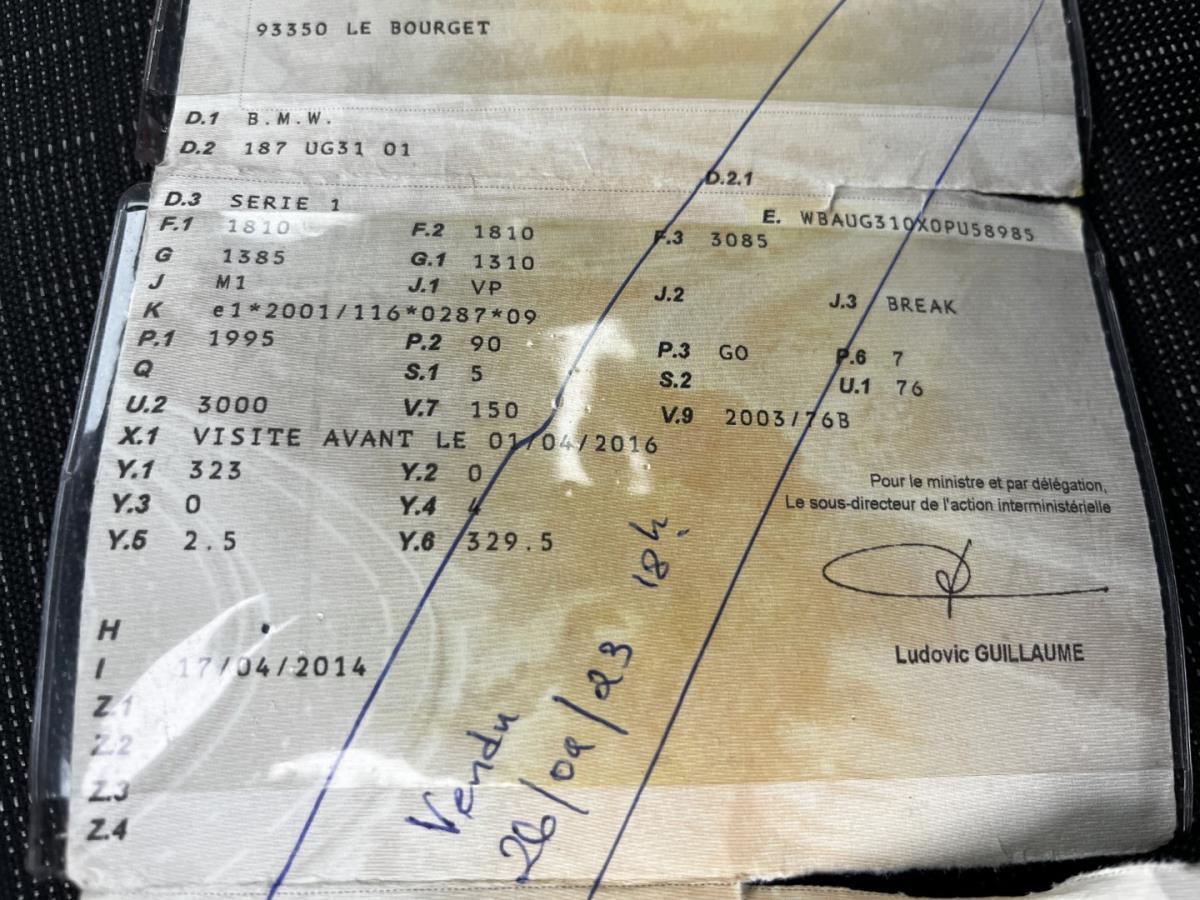 93350 LE BOURGET
D.1 B.M.W.
D.2 187 UG31 01
D.2.1
D.3 SERIE 1
E. WBAUG310X0PU58985
F.1 1810 F.2 1810 F.3 3085
G 1385 G.1 1310
J M1 J.1 VP J.2 J.3 BREAK
K e1*2001/116*0287*09
P.1 1995 P.2 90 P.3 GO P.6 7
Q S.1 5 S.2 U.1 76
U.2 3000 V.7 150 V.9 2003/76B
X.1 VISITE AVANT LE 01/04/2016
Y.1 323 Y.2 0
Y.3 0 Y.4 4
Y.5 2.5 Y.6 329.5
Pour le ministre et par délégation,
Le sous-directeur de l'action interministérielle
Ludovic GUILLAUME
H
I 17/04/2014
Z.1
Z.2
Z.3
Z.4
Vendu
26/09/23 18h